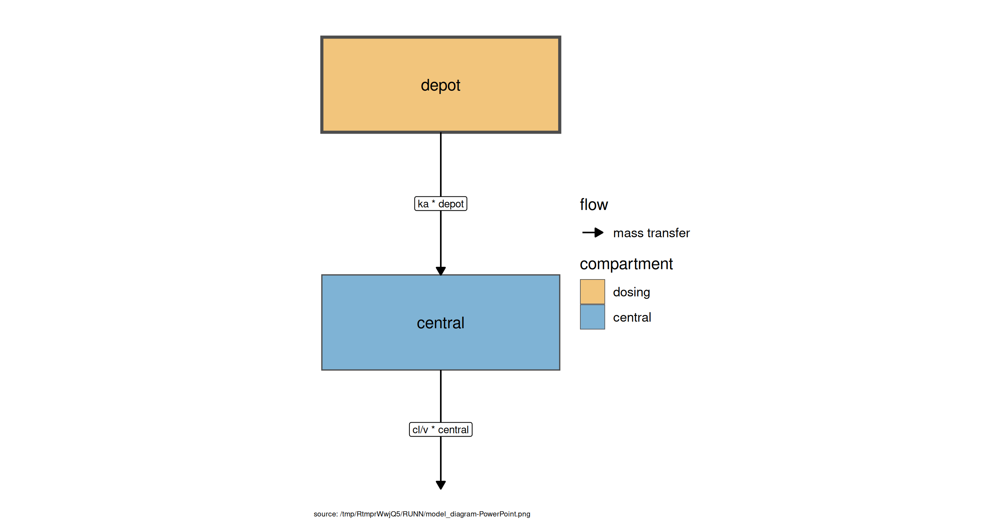 depot
ka * depot
central
cl/v * central
flow
mass transfer
compartment
dosing
central
source: /tmp/RtmprWwjQ5/RUNN/model_diagram-PowerPoint.png